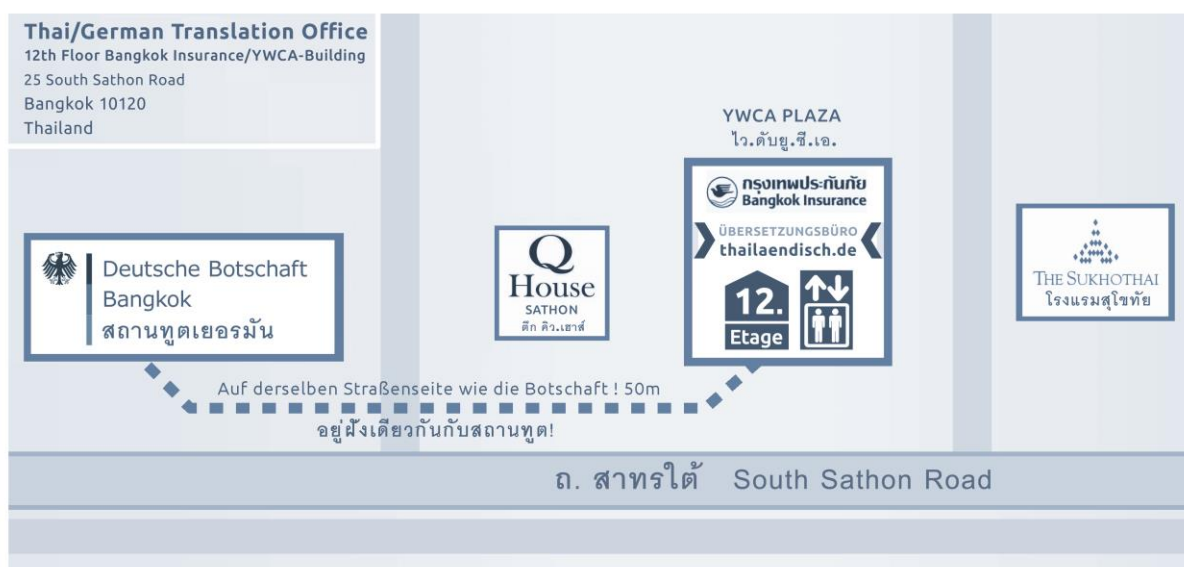 Thai/German Translation Office
12th Floor Bangkok Insurance/YWCA-Building
25 South Sathon Road
Bangkok 10120
Thailand
YWCA PLAZA
ไว.ดับยู.ซี.เอ.
กรุงเทพประกันภัย
Bangkok Insurance
ÜBERSETZUNGSBÜRO
thailaendisch.de
12.
Etage
Deutsche Botschaft
Bangkok
สถานทูตเยอรมัน
Q
House
SATHON
ตึก คิว.เฮาส์
THE SUKHOTHAI
โรงแรมสุโขทัย
Auf derselben Straßenseite wie die Botschaft ! 50m
อยู่ฝั่งเดียวกันกับสถานทูต!
ถ. สาทรใต้ South Sathon Road